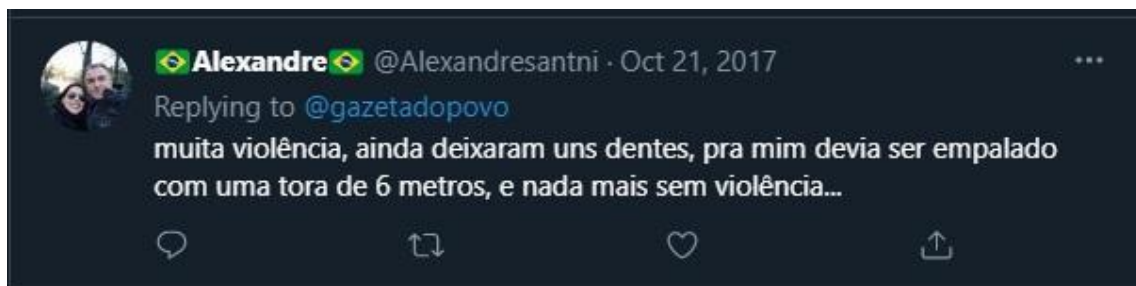 🇧🇷Alexandre🇧🇷 @Alexandresantni · Oct 21, 2017
Replying to @gazetadopovo
muita violência, ainda deixaram uns dentes, pra mim devia ser empalado
com uma tora de 6 metros, e nada mais sem violência...